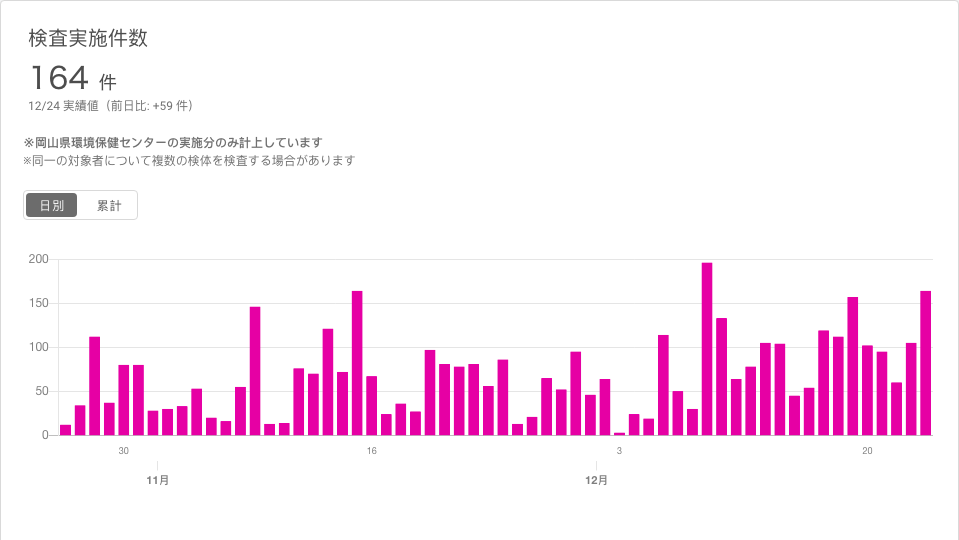 検査実施件数
164 件
12/24 実績値（前日比: +59 件）
※岡山県環境保健センターの実施分のみ計上しています
※同一の対象者について複数の検体を検査する場合があります
日別 累計
200
150
100
50
0
30 16 3 20
11月 12月